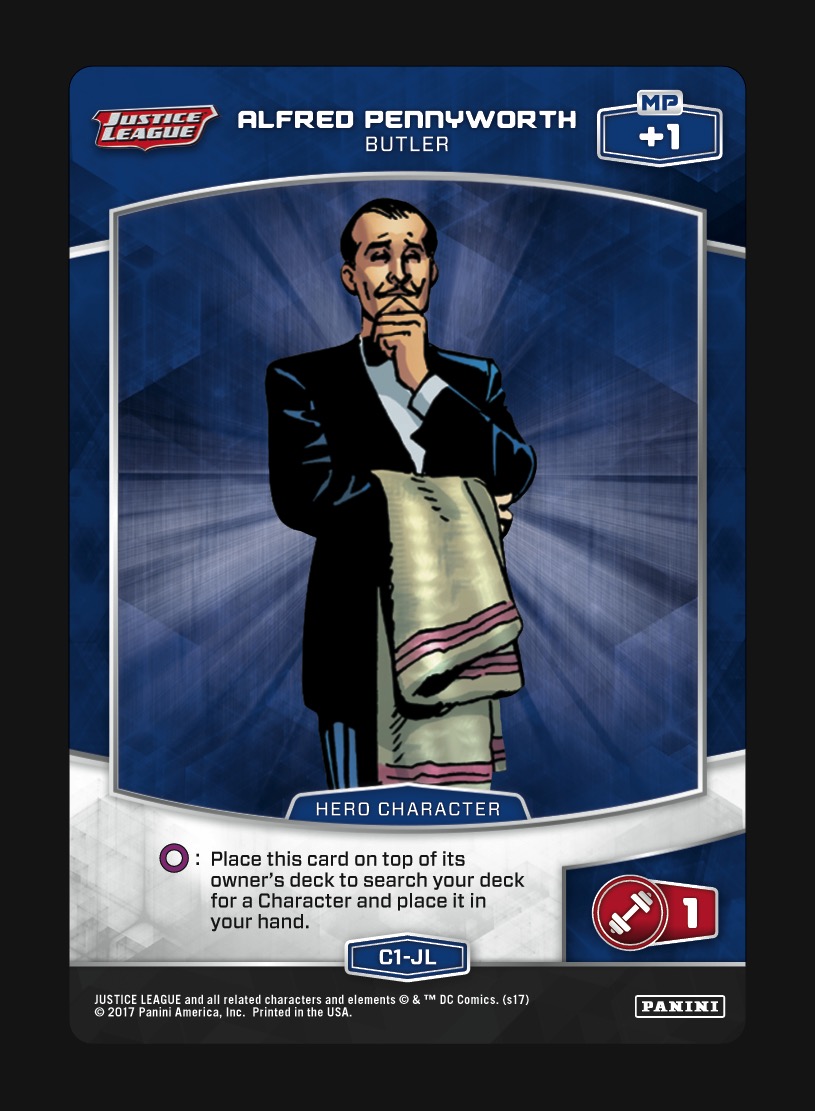 JUSTICE
LEAGUE
ALFRED PENNYWORTH
BUTLER
MP
+1
HERO CHARACTER
: Place this card on top of its
owner's deck to search your deck
for a Character and place it in
your hand.
1
C1-JL
JUSTICE LEAGUE and all related characters and elements © & ™ DC Comics. (s17)
© 2017 Panini America, Inc.  Printed in the USA.
PANINI